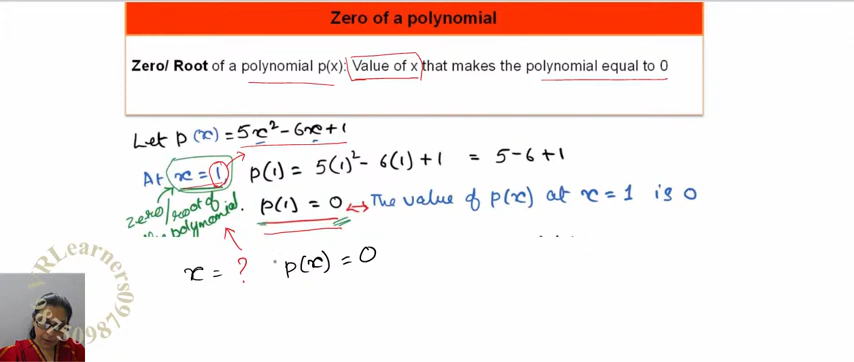 Zero of a polynomial
Zero/ Root of a polynomial p(x): Value of x that makes the polynomial equal to 0
Let p(x) = 5x² - 6x + 1
At x = 1 p(1) = 5(1)² - 6(1) + 1 = 5 - 6 + 1
p(1) = 0 ↔ The value of p(x) at x = 1 is 0
zero/root of
polynomial
x = ? p(x) = 0